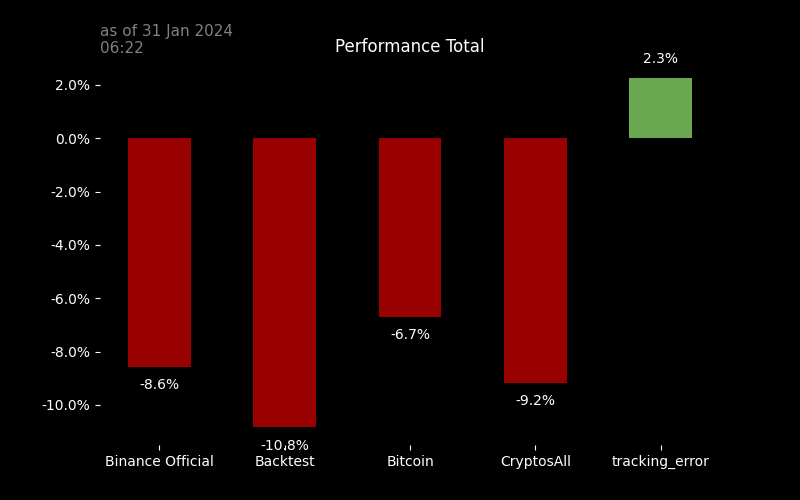 as of 31 Jan 2024
06:22
Performance Total
2.3%
2.0%
0.0%
-2.0%
-4.0%
-6.0%
-8.0%
-10.0%
-8.6%
-10.8%
-6.7%
-9.2%
Binance Official
Backtest
Bitcoin
CryptosAll
tracking_error